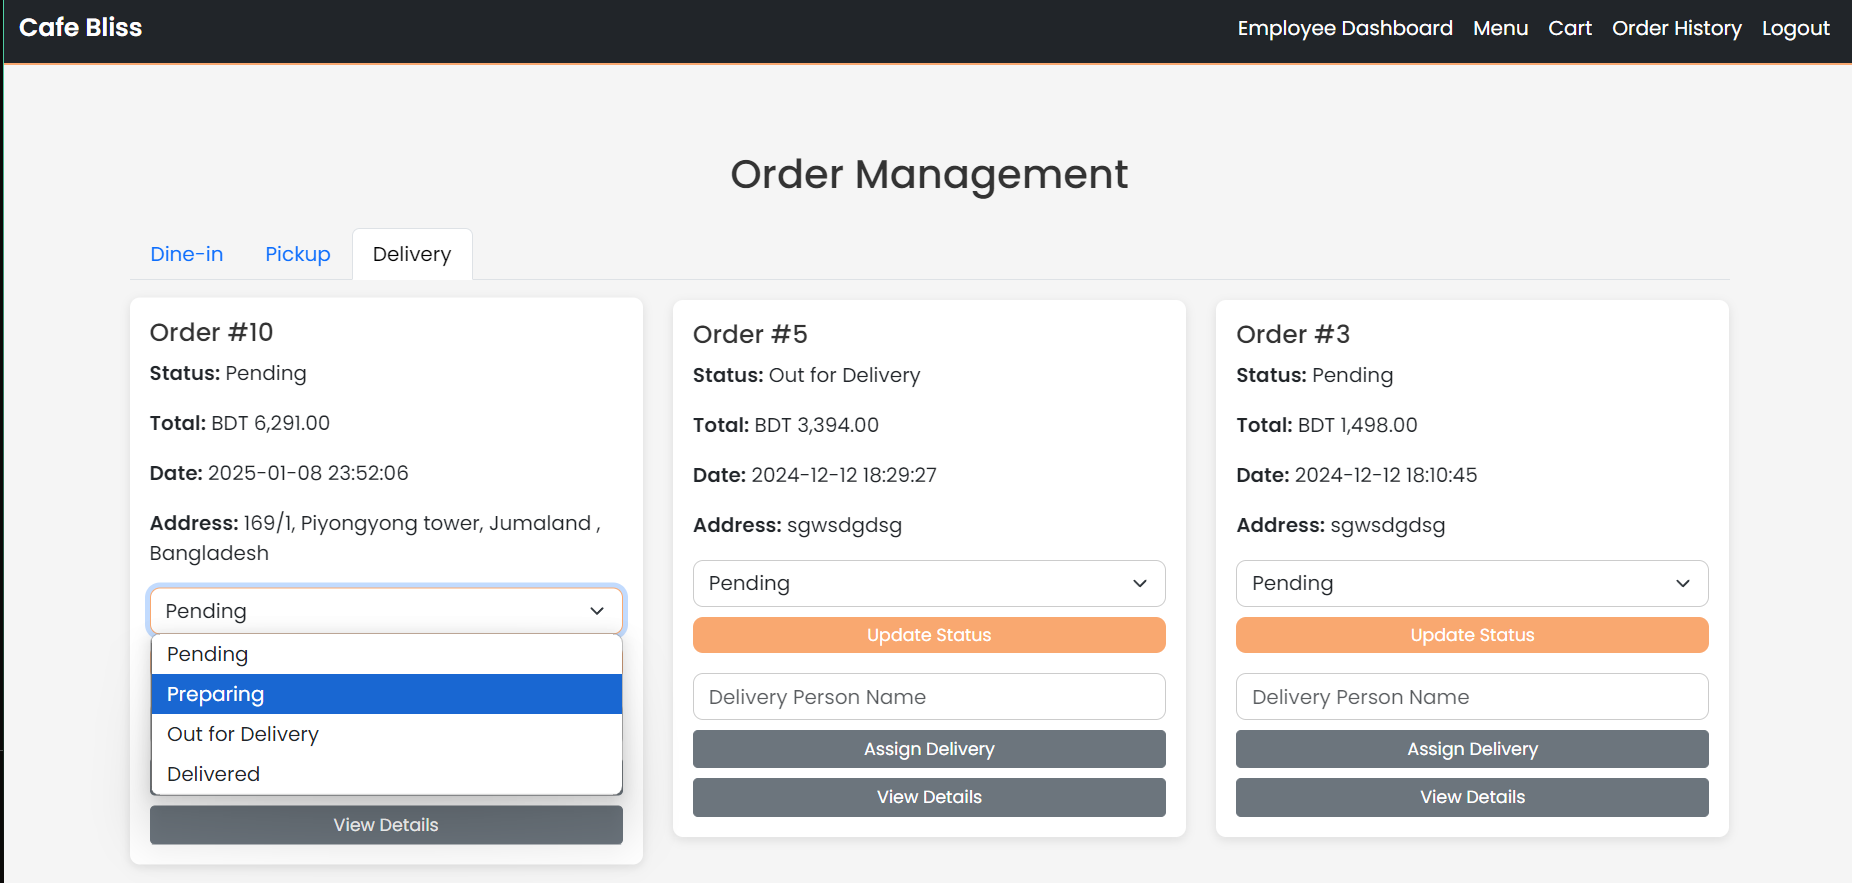 Cafe Bliss
Employee Dashboard Menu Cart Order History Logout
Order Management
Dine-in Pickup Delivery
Order #10
Status: Pending
Total: BDT 6,291.00
Date: 2025-01-08 23:52:06
Address: 169/1, Piyongyong tower, Jumaland ,
Bangladesh
Pending
Pending
Preparing
Out for Delivery
Delivered
View Details
Order #5
Status: Out for Delivery
Total: BDT 3,394.00
Date: 2024-12-12 18:29:27
Address: sgwsdgdsg
Pending
Update Status
Delivery Person Name
Assign Delivery
View Details
Order #3
Status: Pending
Total: BDT 1,498.00
Date: 2024-12-12 18:10:45
Address: sgwsdgdsg
Pending
Update Status
Delivery Person Name
Assign Delivery
View Details